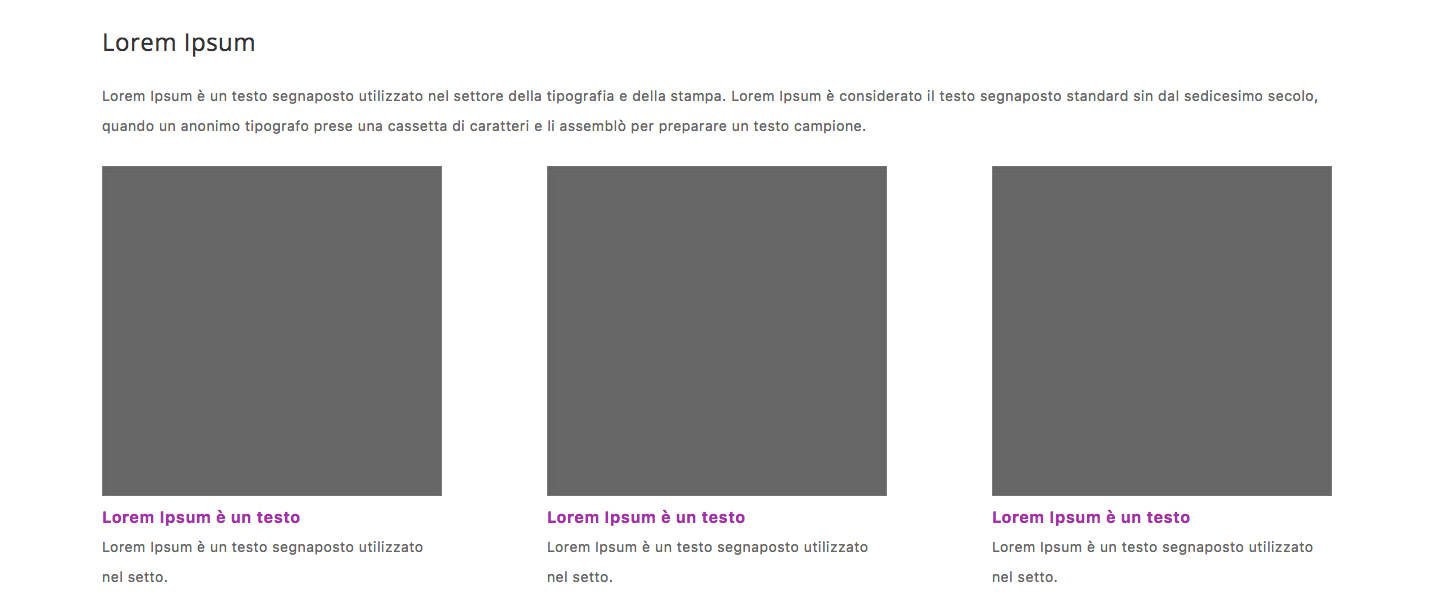 Lorem Ipsum
Lorem Ipsum è un testo segnaposto utilizzato nel settore della tipografia e della stampa. Lorem Ipsum è considerato il testo segnaposto standard sin dal sedicesimo secolo,
quando un anonimo tipografo prese una cassetta di caratteri e li assemblò per preparare un testo campione.
Lorem Ipsum è un testo
Lorem Ipsum è un testo segnaposto utilizzato
nel setto.
Lorem Ipsum è un testo
Lorem Ipsum è un testo segnaposto utilizzato
nel setto.
Lorem Ipsum è un testo
Lorem Ipsum è un testo segnaposto utilizzato
nel setto.